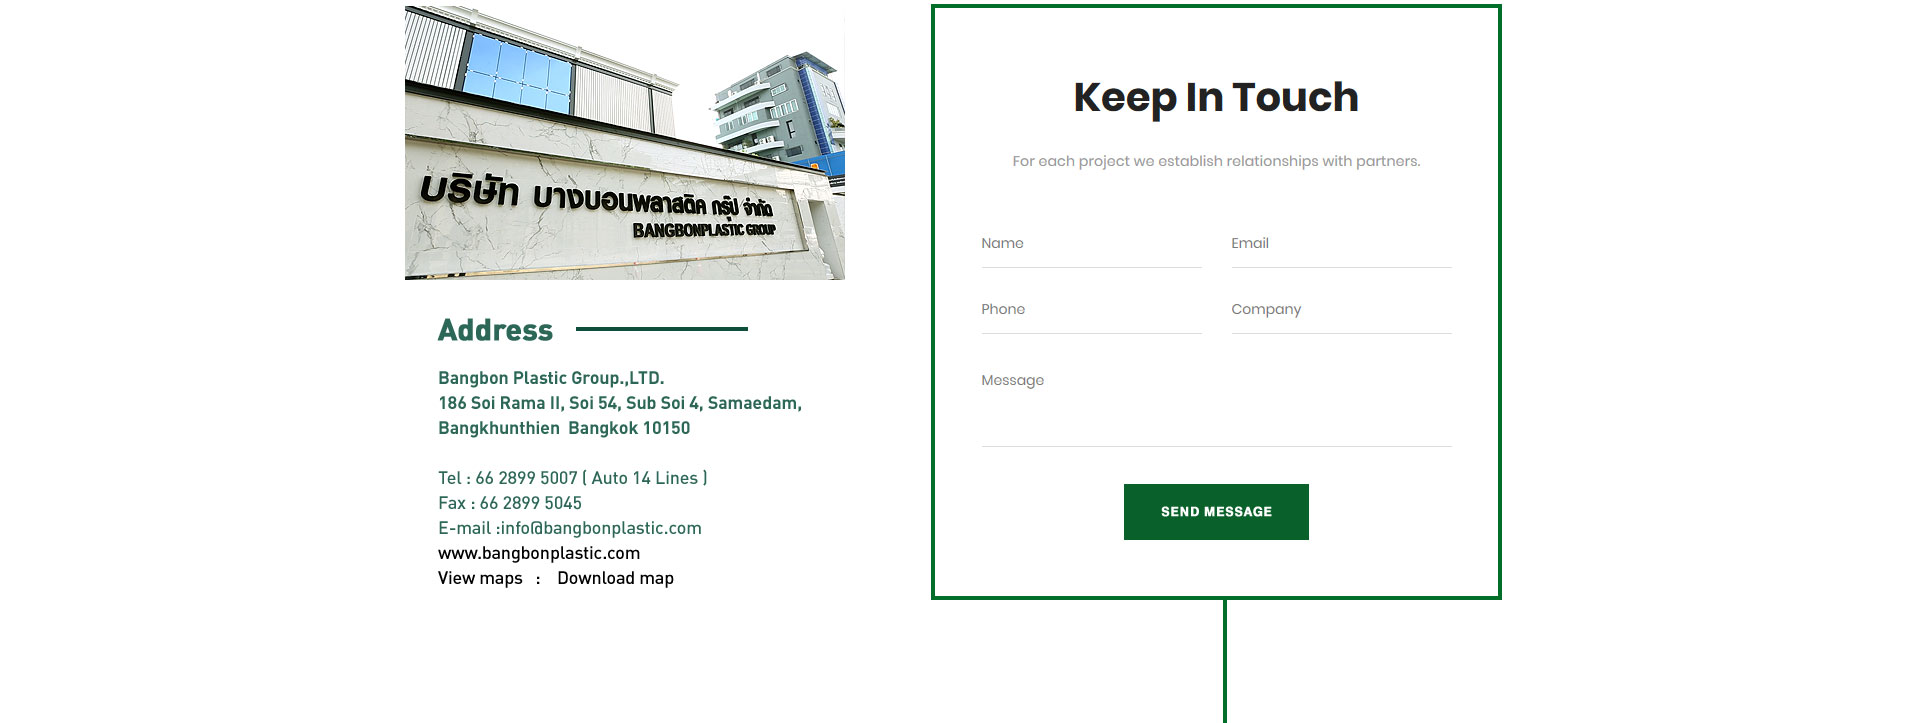 บริษัท บางบอนพลาสติค กรุ๊ป จำกัด
BANGBONPLASTIC GROUP
Address
Bangbon Plastic Group.,LTD.
186 Soi Rama II, Soi 54, Sub Soi 4, Samaedam,
Bangkhunthien Bangkok 10150
Tel : 66 2899 5007 ( Auto 14 Lines )
Fax : 66 2899 5045
E-mail :info@bangbonplastic.com
www.bangbonplastic.com
View maps : Download map
Keep In Touch
For each project we establish relationships with partners.
Name Email
Phone Company
Message
SEND MESSAGE